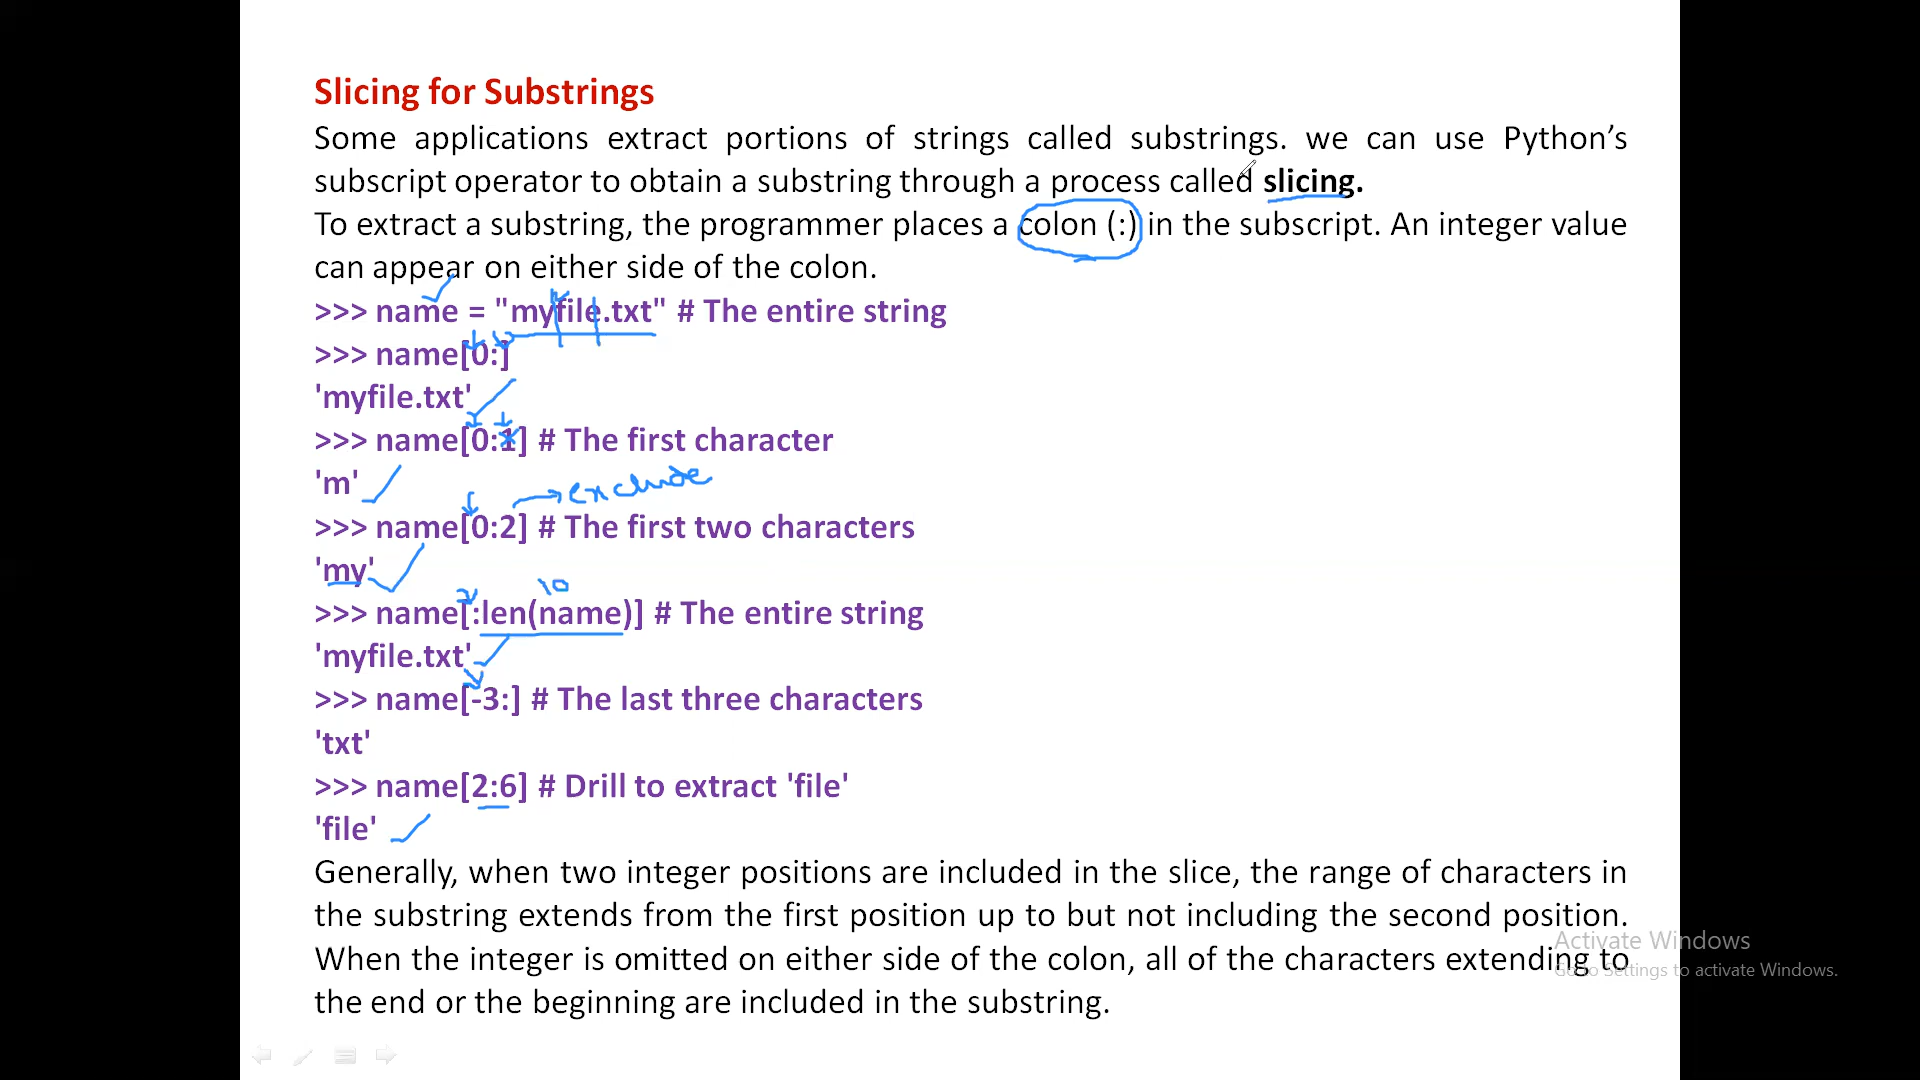 Slicing for Substrings
Some applications extract portions of strings called substrings. we can use Python’s
subscript operator to obtain a substring through a process called slicing.
To extract a substring, the programmer places a colon (:) in the subscript. An integer value
can appear on either side of the colon.
>>> name = "myfile.txt" # The entire string
>>> name[0:]
'myfile.txt'
>>> name[0:1] # The first character
'm'
exclude
>>> name[0:2] # The first two characters
'my'
10
>>> name[:len(name)] # The entire string
'myfile.txt'
>>> name[-3:] # The last three characters
'txt'
>>> name[2:6] # Drill to extract 'file'
'file'
Generally, when two integer positions are included in the slice, the range of characters in
the substring extends from the first position up to but not including the second position.
Activate Windows
When the integer is omitted on either side of the colon, all of the characters extending to
Go to Settings to activate Windows.
the end or the beginning are included in the substring.